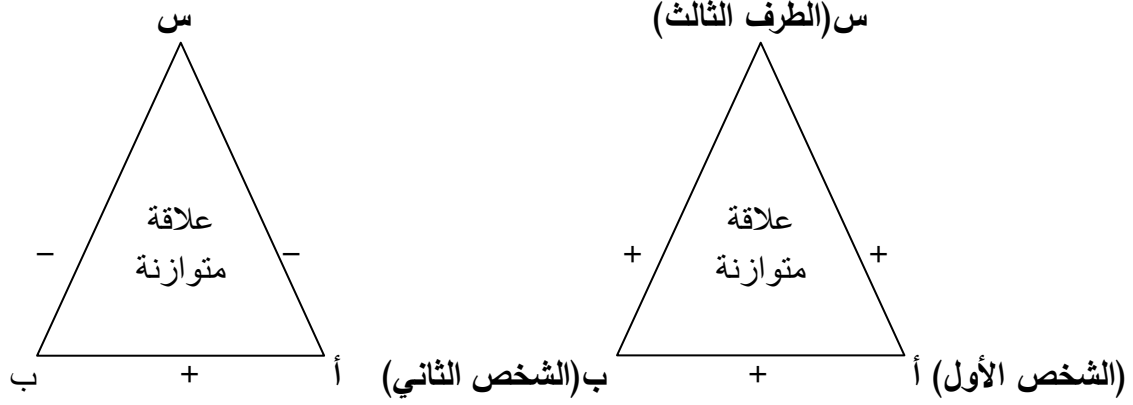 س(الطرف الثالث)
علاقة
متوازنة
+
+
(الشخص الأول) أ
+
ب(الشخص الثاني)
س
علاقة
متوازنة
–
–
أ
+
ب